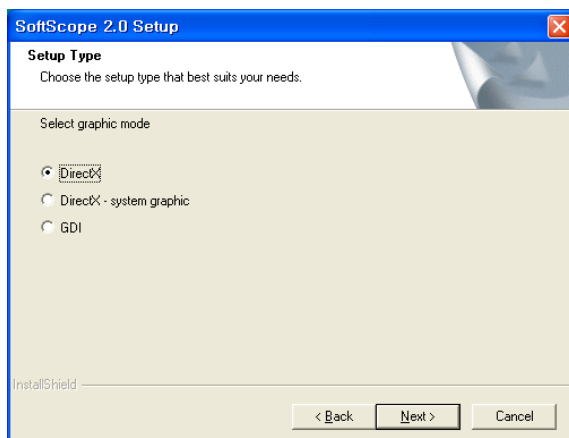 SoftScope 2.0 Setup
Setup Type
Choose the setup type that best suits your needs.
Select graphic mode
DirectX
DirectX - system graphic
GDI
InstallShield
< Back
Next >
Cancel